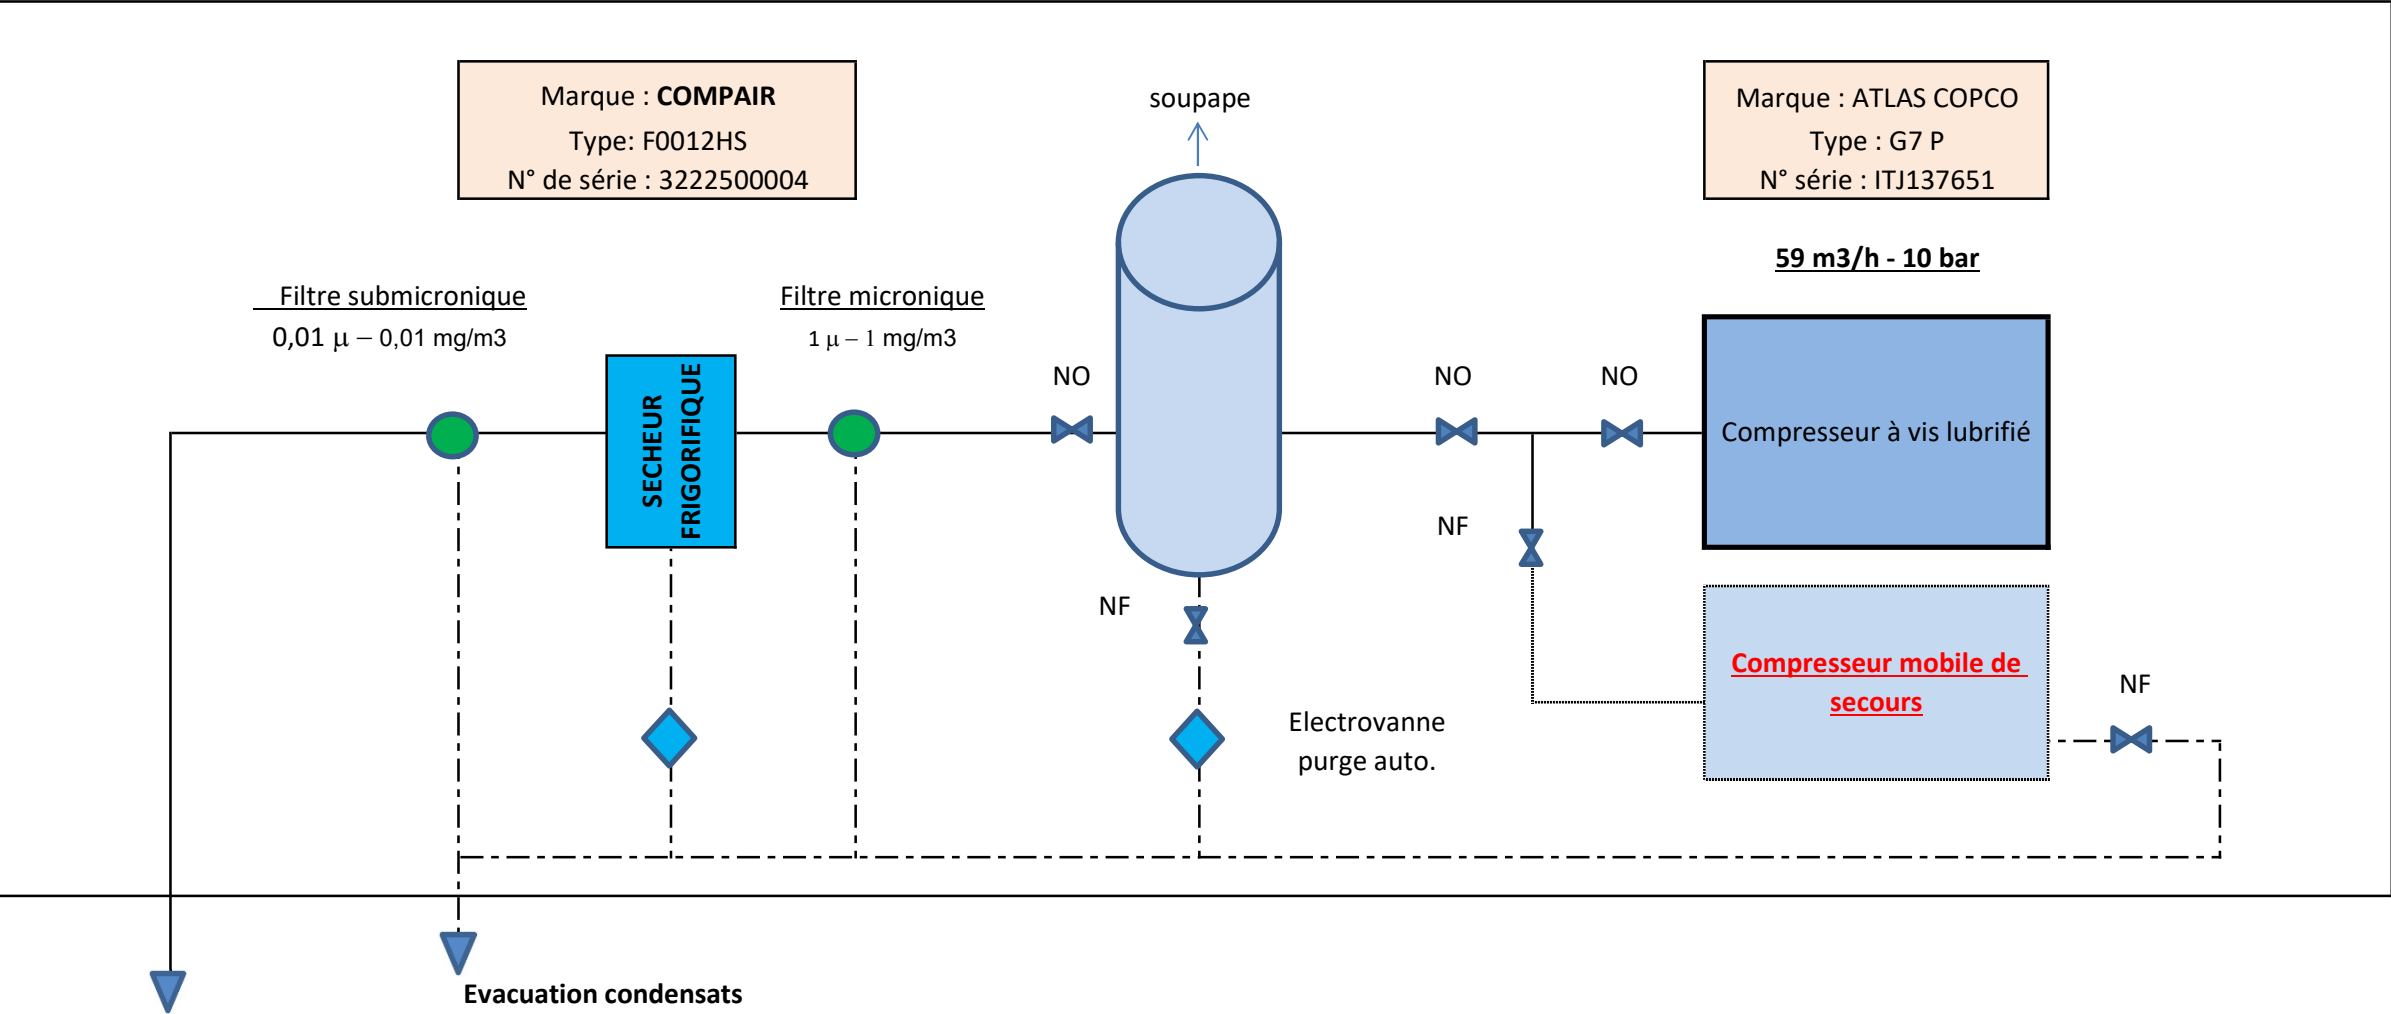 Marque : COMPAIR
Type: F0012HS
N° de série : 3222500004
soupape
Marque : ATLAS COPCO
Type : G7 P
N° série : ITJ137651
59 m3/h - 10 bar
Filtre submicronique
0,01 µ – 0,01 mg/m3
Filtre micronique
1 µ – 1 mg/m3
SECHEUR
FRIGORIFIQUE
NO
NO
NO
Compresseur à vis lubrifié
NF
NF
Compresseur mobile de
secours
NF
Electrovanne
purge auto.
Evacuation condensats